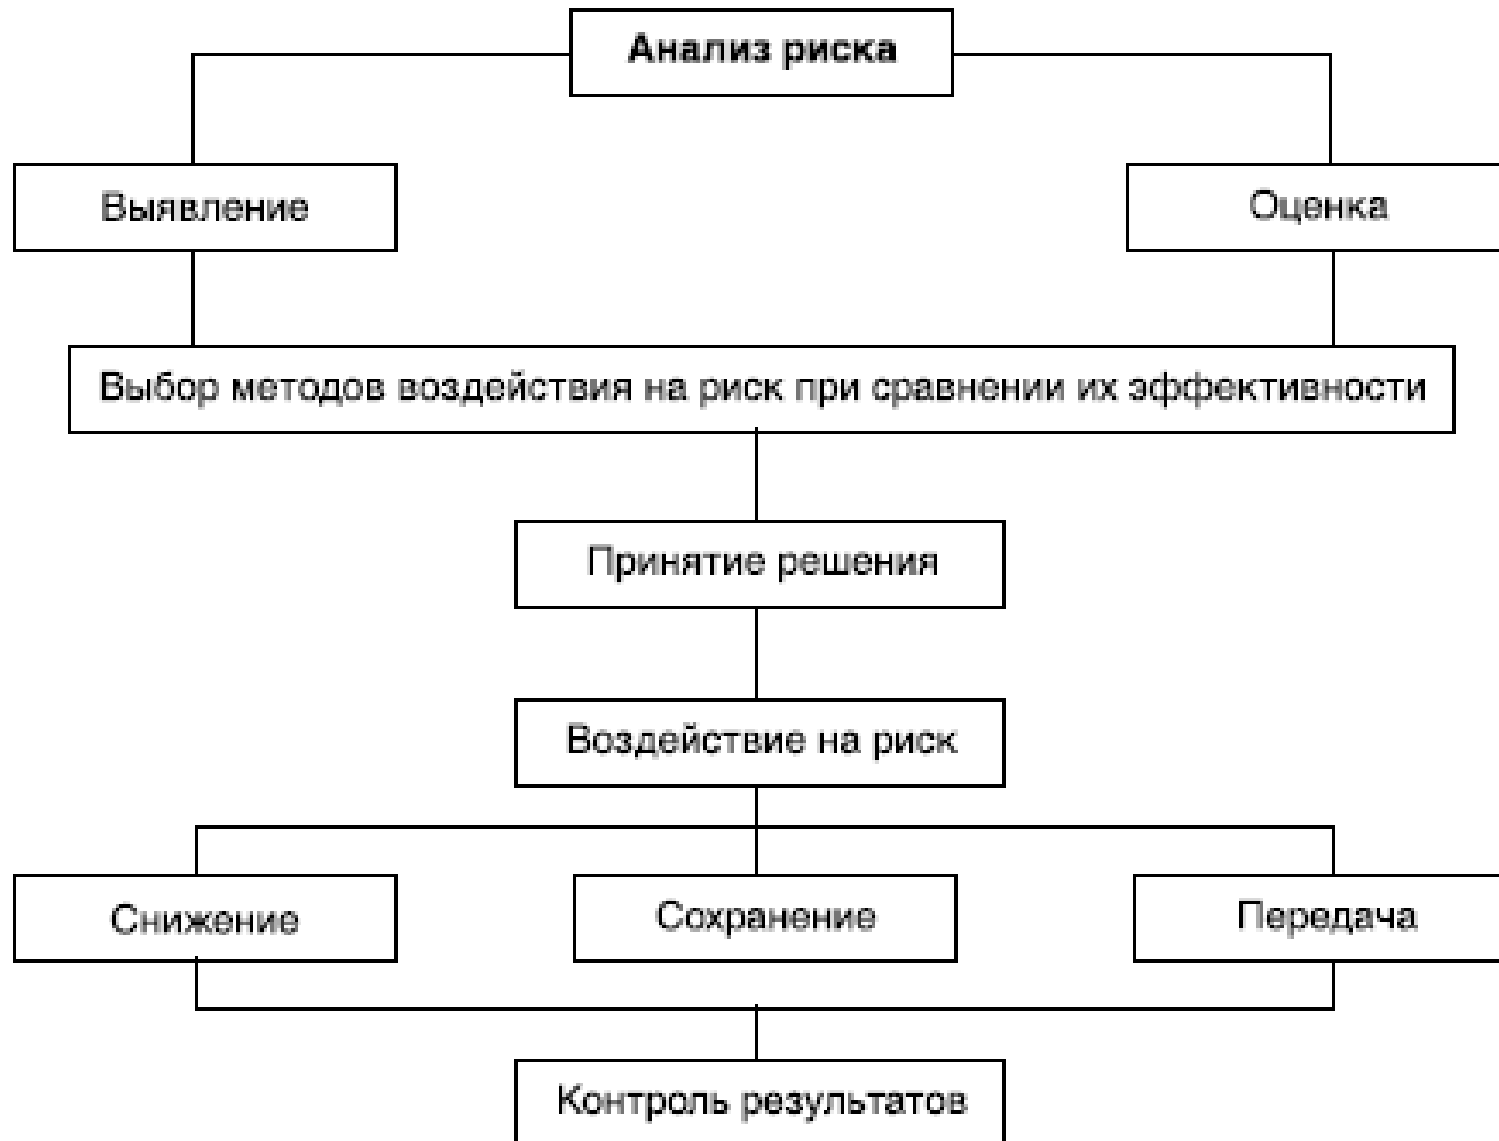 Анализ риска
Выявление
Оценка
Выбор методов воздействия на риск при сравнении их эффективности
Принятие решения
Воздействие на риск
Снижение
Сохранение
Передача
Контроль результатов